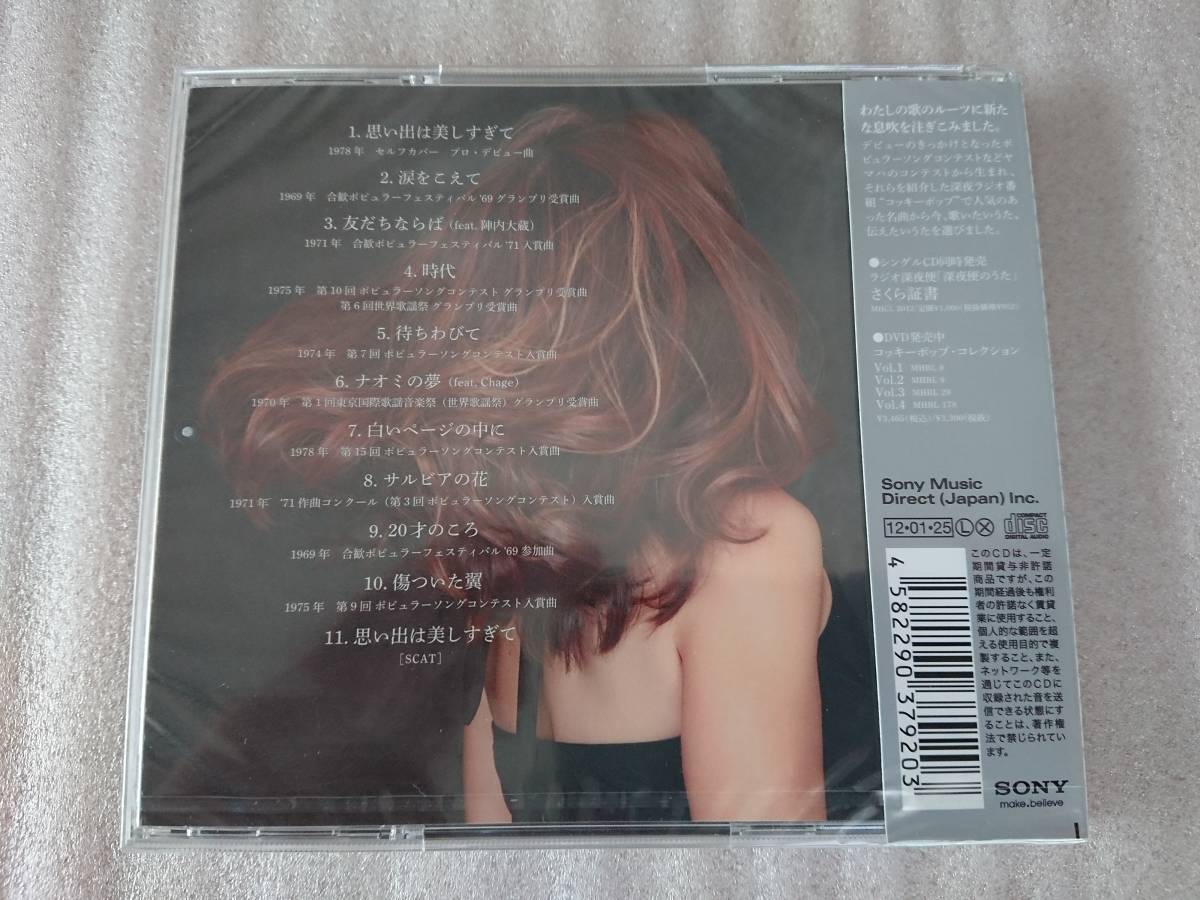 1. 思い出は美しすぎて
1978年 セルフカバー プロ・デビュー曲
2. 涙をこえて
1969年 合歓ポピュラーフェスティバル'69 グランプリ受賞曲
3. 友だちならば (feat. 陣内大蔵)
1971年 合歓ポピュラーフェスティバル'71 入賞曲
4. 時代
1975年 第10回 ポピュラーソングコンテスト グランプリ受賞曲
第6回世界歌謡祭 グランプリ受賞曲
5. 待ちわびて
1974年 第7回 ポピュラーソングコンテスト入賞曲
6. ナオミの夢 (feat. Chage)
1970年 第1回東京国際歌謡音楽祭（世界歌謡祭）グランプリ受賞曲
7. 白いページの中に
1978年 第15回 ポピュラーソングコンテスト入賞曲
8. サルビアの花
1971年 '71 作曲コンクール（第3回 ポピュラーソングコンテスト）入賞曲
9. 20才のころ
1969年 合歓ポピュラーフェスティバル'69 参加曲
10. 傷ついた翼
1975年 第9回 ポピュラーソングコンテスト入賞曲
11. 思い出は美しすぎて
[SCAT]
わたしの歌のルーツに新た
な息吹を注ぎこみました。
デビューのきっかけとなったポ
ピュラーソングコンテストなどヤ
マハのコンテストから生まれ、
それらを紹介した深夜ラジオ番
組"コッキーポップ"で人気のあ
った名曲から今、歌いたいうた、
伝えたいうたを選びました。
●シングルCD同時発売
ラジオ深夜便「深夜便のうた」
さくら証書
●DVD発売中
コッキーポップ・コレクション
Vol.1 MHBL 8
Vol.2 MHBL 9
Vol.3 MHBL 29
Vol.4 MHBL 178
¥3,465(税込)/¥3,300(税抜)
Sony Music
Direct (Japan) Inc.
12・01・25 L X COMPACT disc DIGITAL AUDIO
このCDは、一定
期間貸与非許諾
商品ですが、この
期間経過後も権利
者の許諾なく賃貸
業に使用すること、
個人的な範囲を超
える使用目的で複
製すること、また、
ネットワーク等を
通じてこのCDに
収録された音を送
信できる状態にす
ることは、著作権
法で禁じられてい
ます。
4 582290 379203
SONY
make.believe